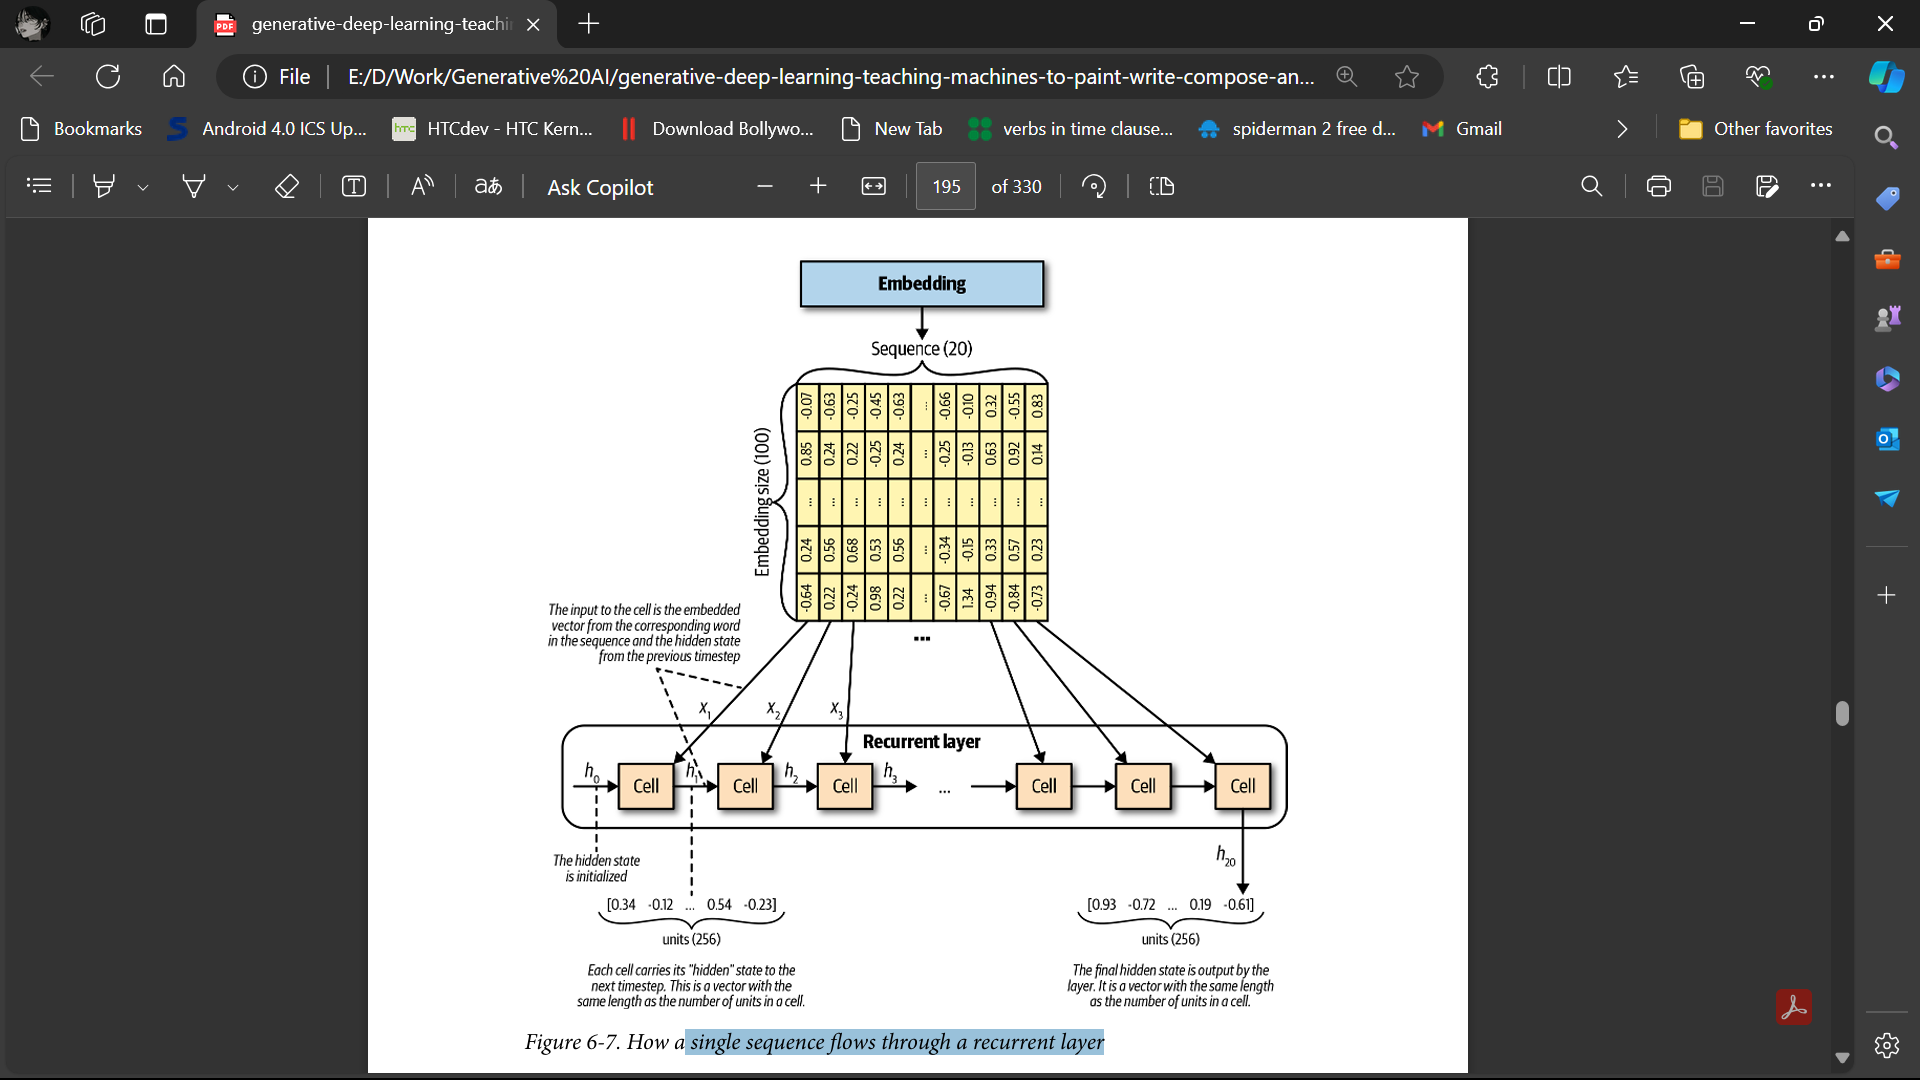 generative-deep-learning-teachi
File
E:/D/Work/Generative%20AI/generative-deep-learning-teaching-machines-to-paint-write-compose-an...
Bookmarks
Android 4.0 ICS Up...
HTCdev - HTC Kern...
Download Bollywo...
New Tab
verbs in time clause...
spiderman 2 free d...
Gmail
Other favorites
Ask Copilot
195 of 330
Embedding
Sequence (20)
Embedding size (100)
-0.07 -0.63 -0.25 -0.45 -0.63 ... -0.66 -0.10 0.32 -0.55 0.83
0.85 0.24 0.22 -0.25 0.24 ... -0.25 -0.13 0.63 0.92 0.14
... ... ... ... ... ... ... ... ... ... ...
0.24 0.56 0.68 0.53 0.56 ... -0.34 -0.15 0.33 0.57 0.23
-0.64 0.22 -0.24 0.98 0.22 ... -0.67 1.34 -0.94 -0.84 -0.73
...
The input to the cell is the embedded
vector from the corresponding word
in the sequence and the hidden state
from the previous timestep
X1 X2 X3
Recurrent layer
h0 Cell h1 Cell h2 Cell h3 ... Cell Cell Cell
h20
The hidden state
is initialized
[0.34 -0.12 ... 0.54 -0.23]
units (256)
Each cell carries its "hidden" state to the
next timestep. This is a vector with the
same length as the number of units in a cell.
[0.93 -0.72 ... 0.19 -0.61]
units (256)
The final hidden state is output by the
layer. It is a vector with the same length
as the number of units in a cell.
Figure 6-7. How a single sequence flows through a recurrent layer